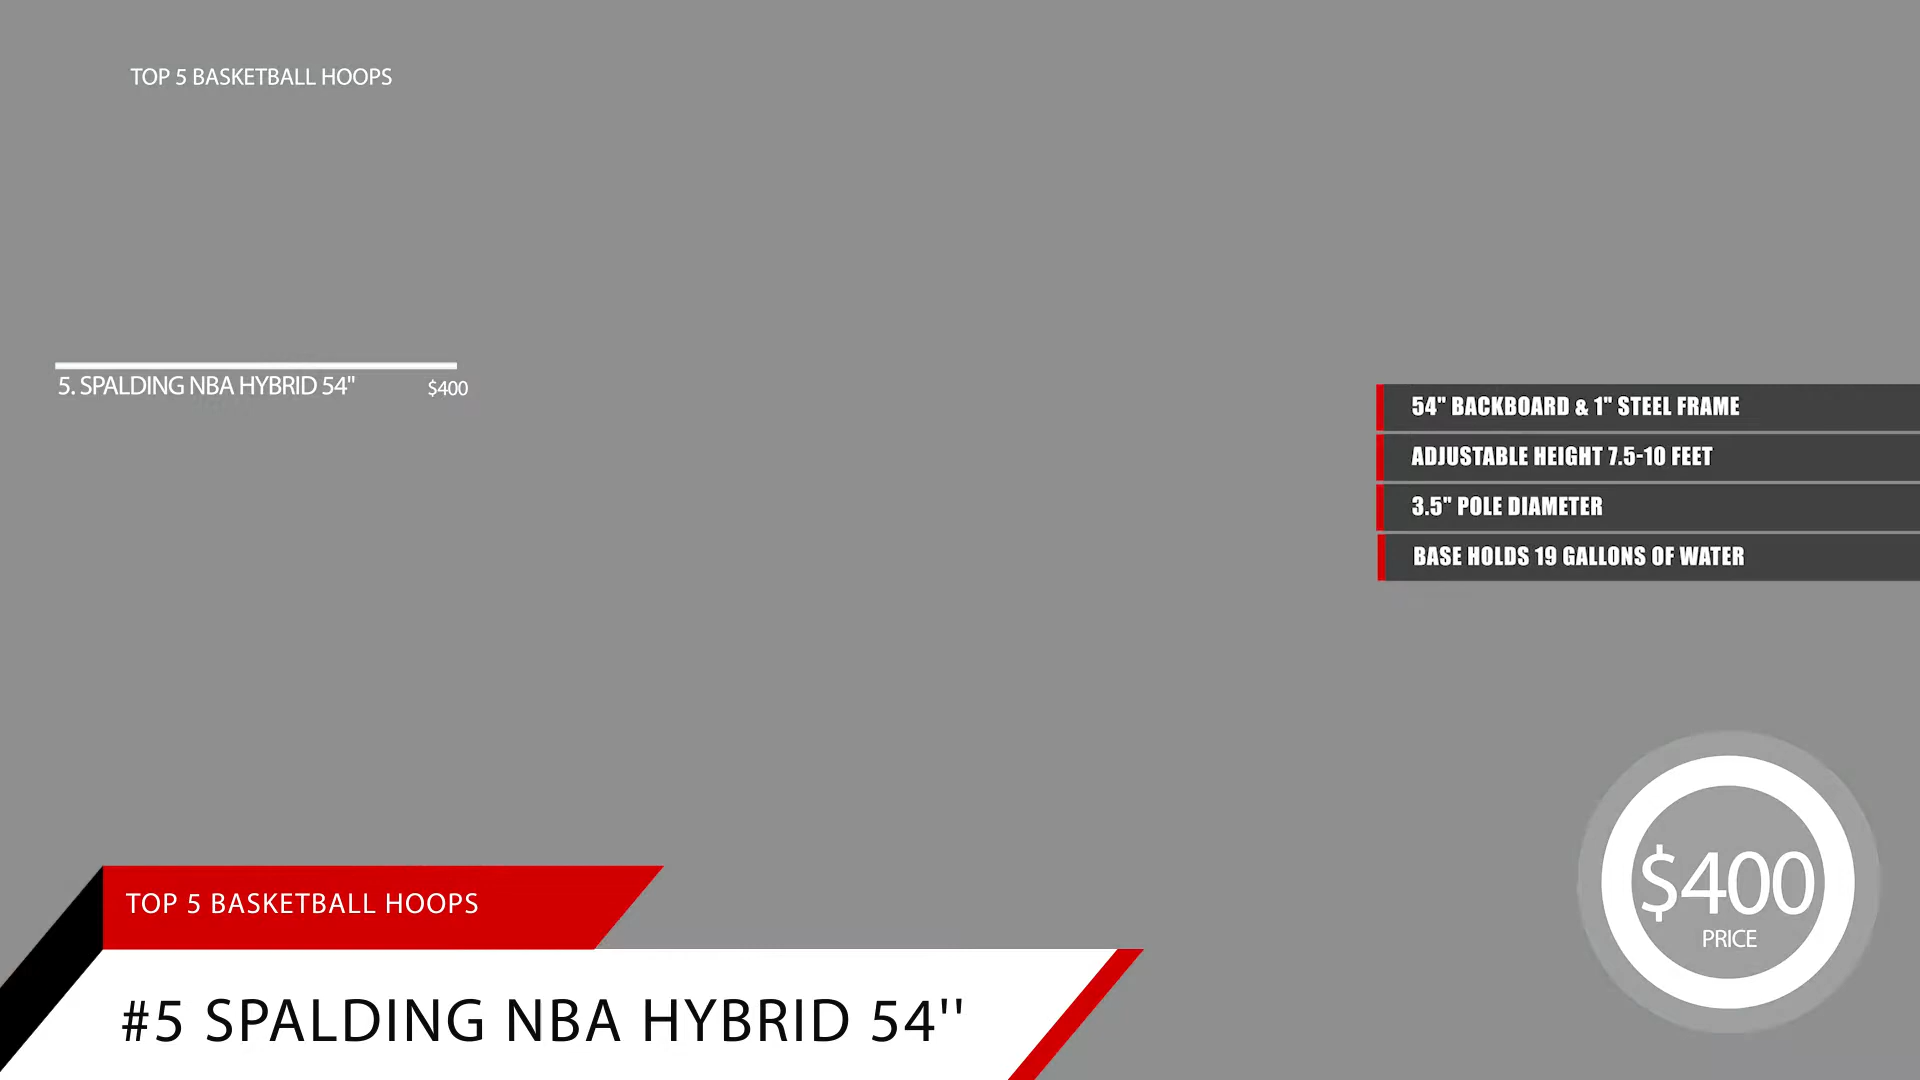 TOP 5 BASKETBALL HOOPS
5. SPALDING NBA HYBRID 54" $400
54" BACKBOARD & 1" STEEL FRAME
ADJUSTABLE HEIGHT 7.5-10 FEET
3.5" POLE DIAMETER
BASE HOLDS 19 GALLONS OF WATER
$400
PRICE
TOP 5 BASKETBALL HOOPS
#5 SPALDING NBA HYBRID 54''